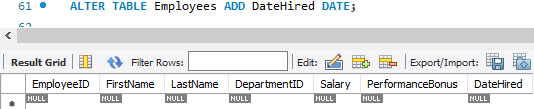 61 ALTER TABLE Employees ADD DateHired DATE;
Result Grid Filter Rows: Edit: Export/Import:
EmployeeID FirstName LastName DepartmentID Salary PerformanceBonus DateHired
NULL NULL NULL NULL NULL NULL NULL